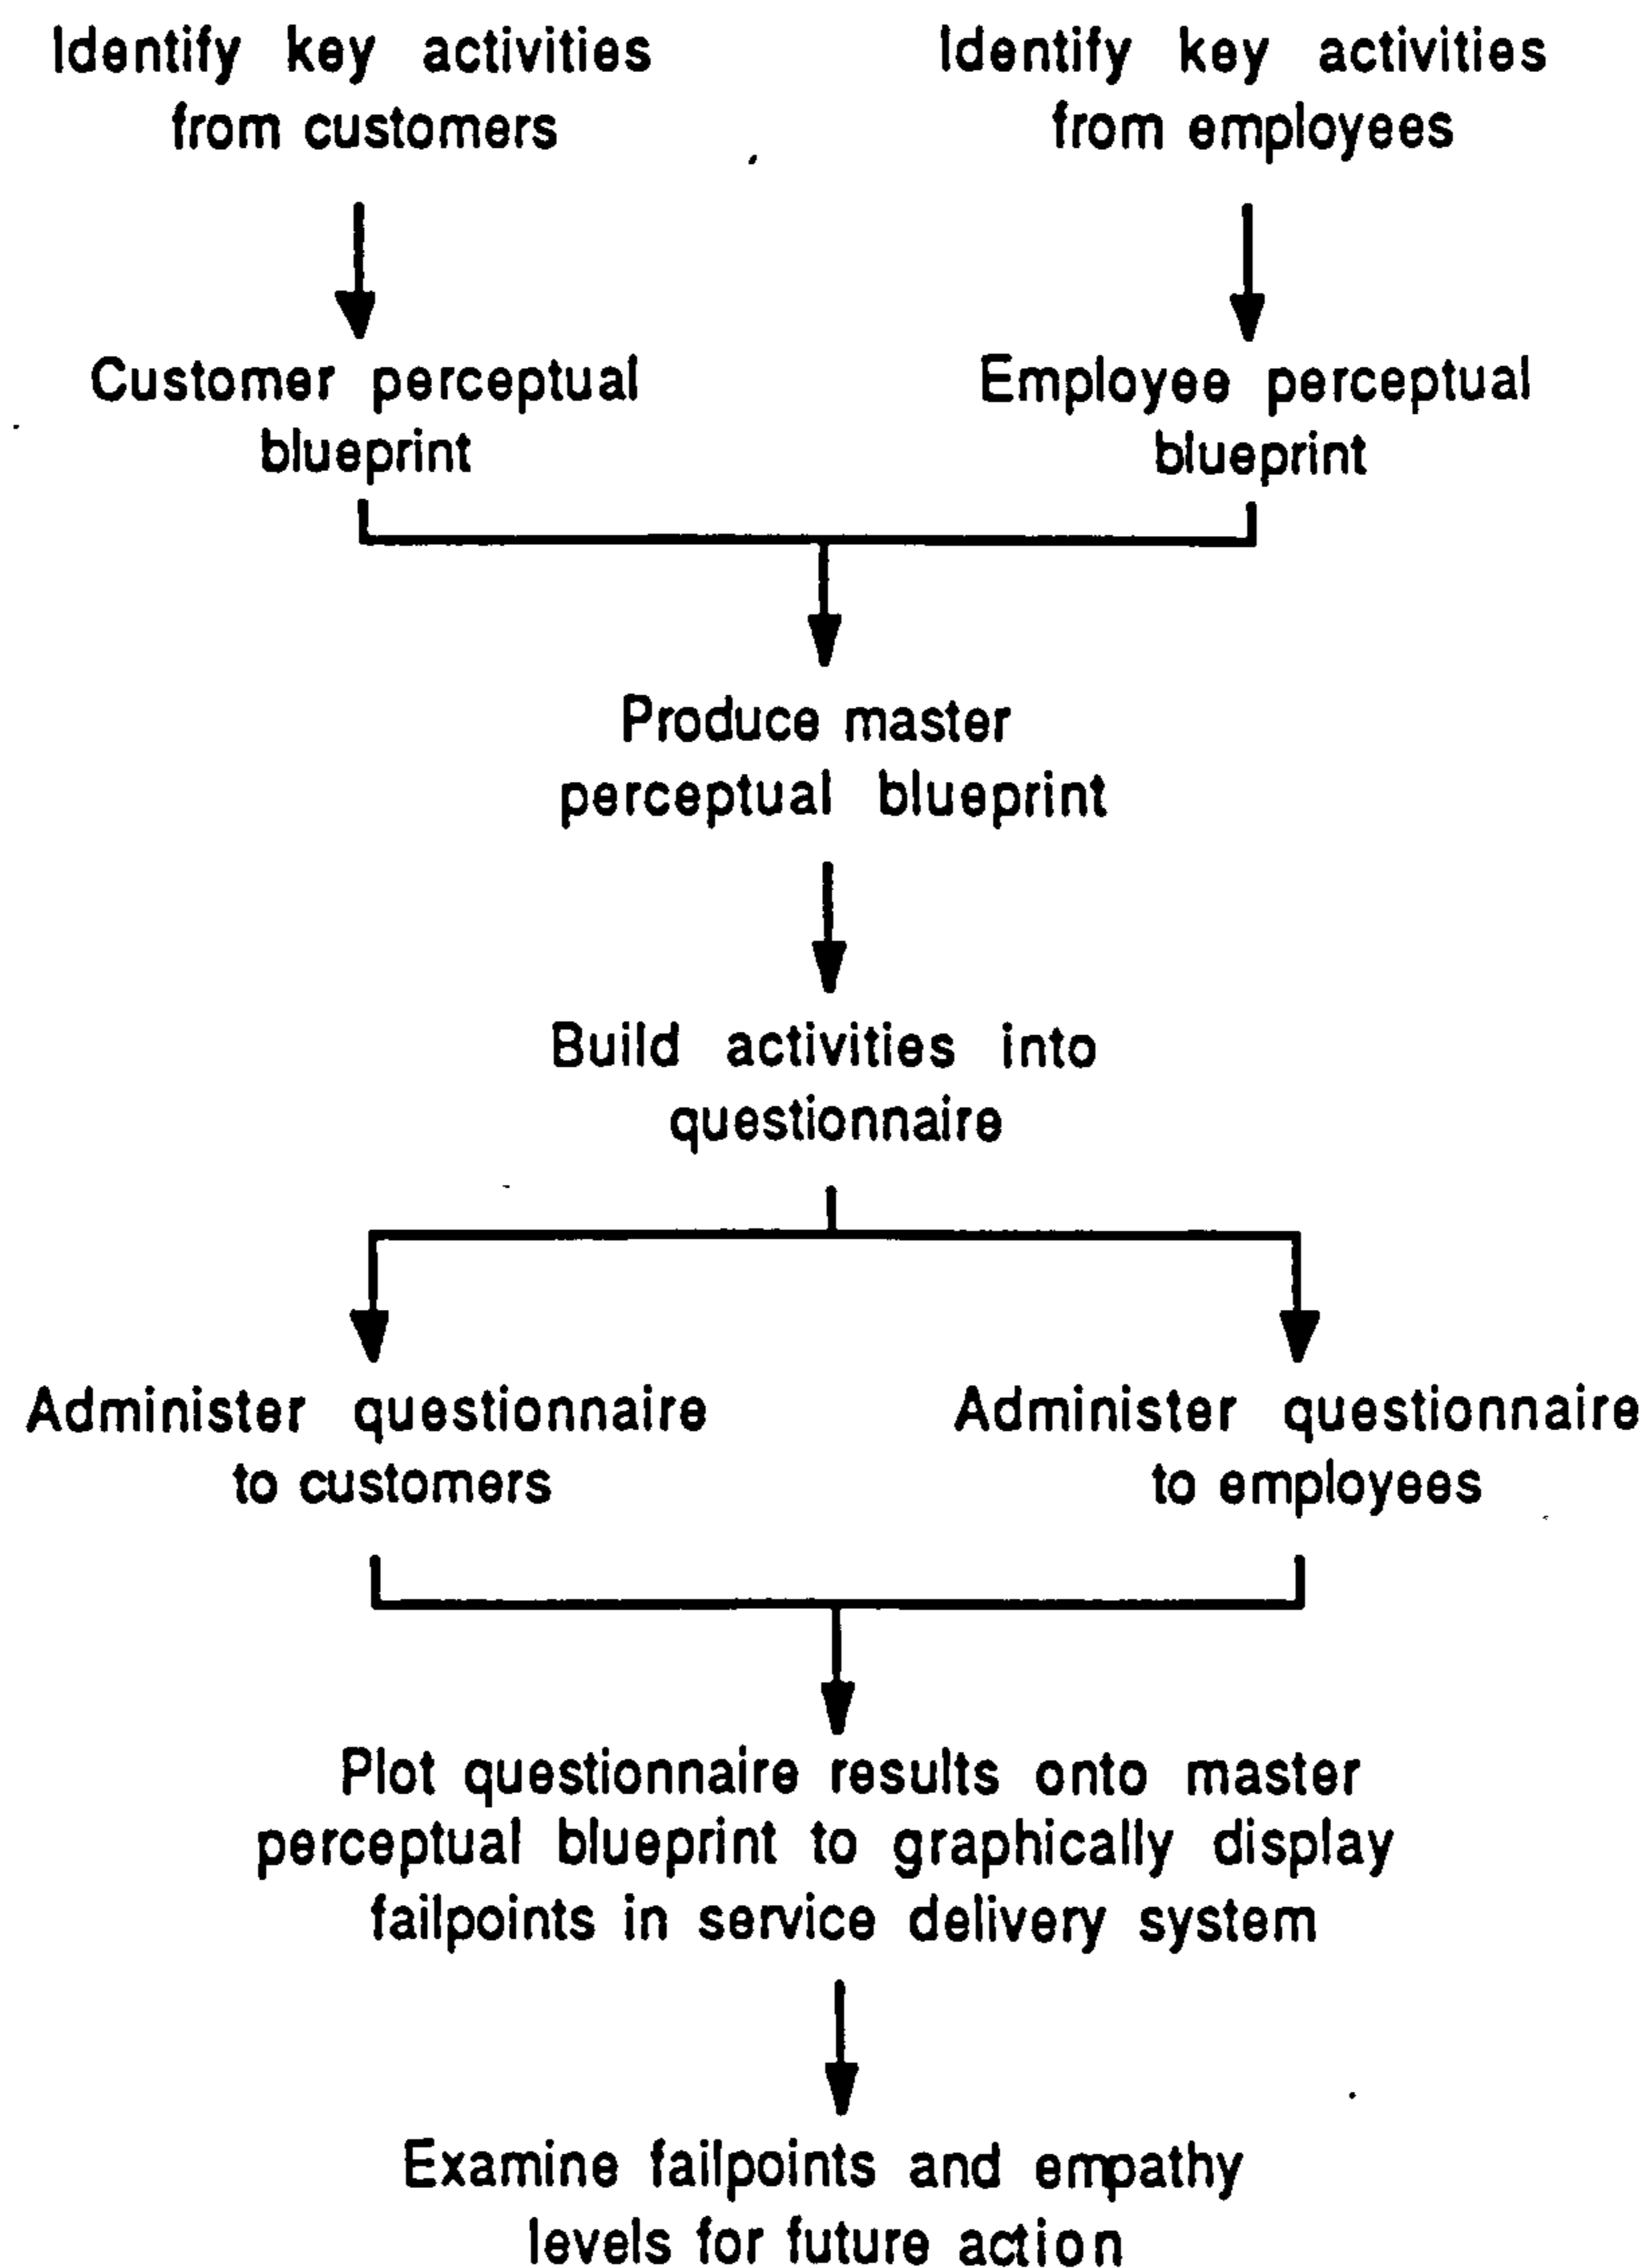 Identify key activities
from customers
Identify key activities
from employees
Customer perceptual
blueprint
Employee perceptual
blueprint
Produce master
perceptual blueprint
Build activities into
questionnaire
Administer questionnaire
to customers
Administer questionnaire
to employees
Plot questionnaire results onto master
perceptual blueprint to graphically display
failpoints in service delivery system
Examine failpoints and empathy
levels for future action